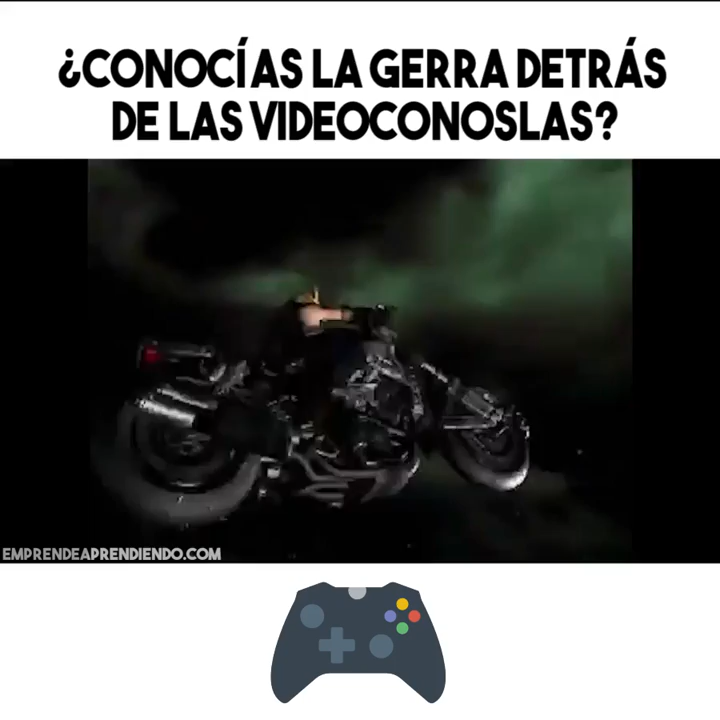 ¿CONOCÍAS LA GERRA DETRÁS
DE LAS VIDEOCONOSLAS?
EMPRENDEAPRENDIENDO.COM